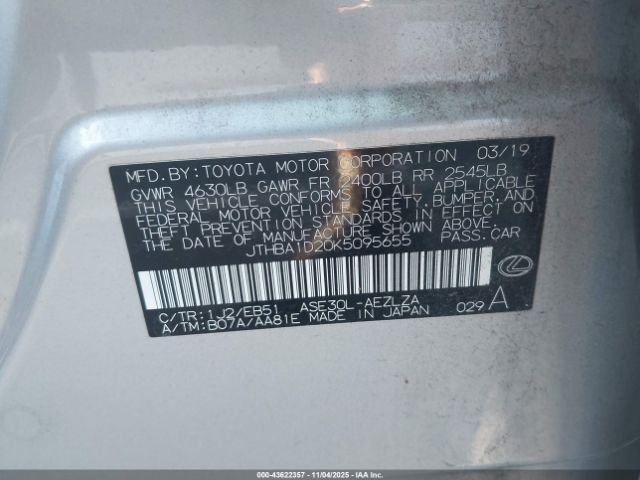 MFD. BY: TOYOTA MOTOR CORPORATION 03/19
GVWR 4630LB GAWR FR 2400LB RR 2545LB
THIS VEHICLE CONFORMS TO ALL APPLICABLE
FEDERAL MOTOR VEHICLE SAFETY, BUMPER, AND
THEFT PREVENTION STANDARDS IN EFFECT ON
THE DATE OF MANUFACTURE SHOWN ABOVE.
JTHBA1D20K5095655 PASS. CAR
C/TR: 1J2/EB51 ASE30L-AEZLZA
A/TM: B07A/AA81E MADE IN JAPAN 029 A
000-43622357 - 11/04/2025 - © 2025 IAA Inc.